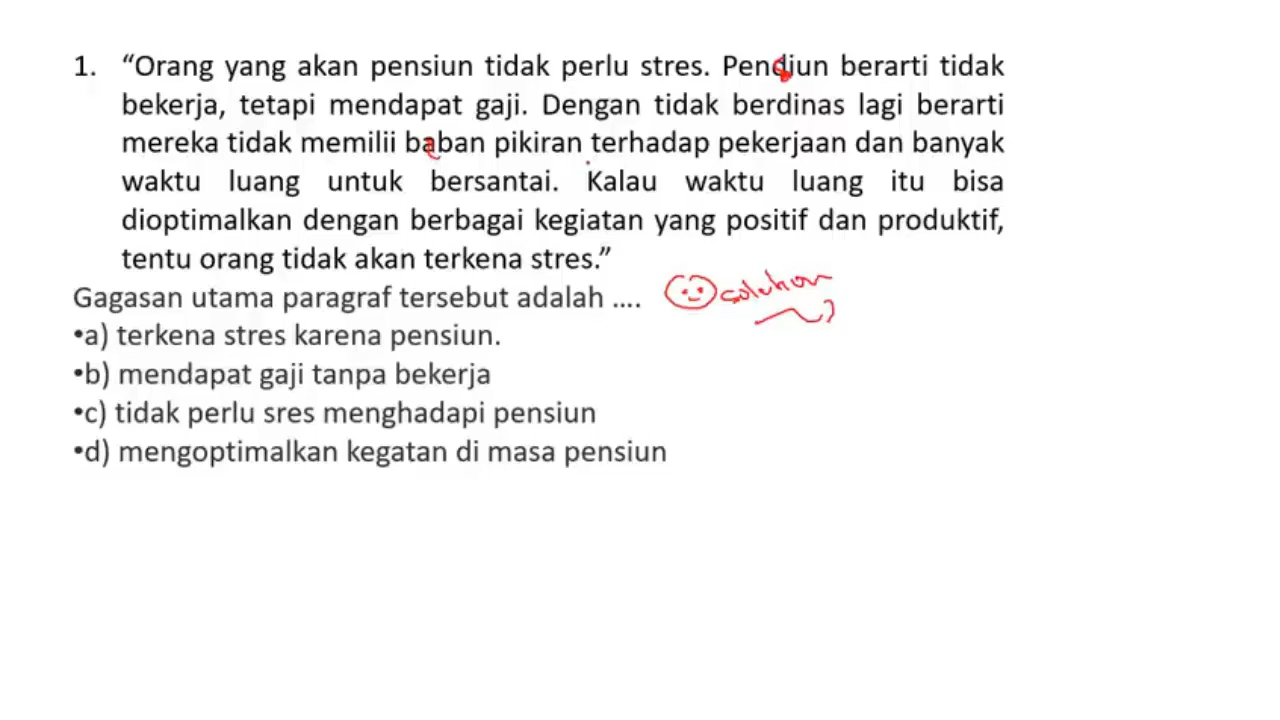 1. “Orang yang akan pensiun tidak perlu stres. Pensiun berarti tidak
bekerja, tetapi mendapat gaji. Dengan tidak berdinas lagi berarti
mereka tidak memilii beban pikiran terhadap pekerjaan dan banyak
waktu luang untuk bersantai. Kalau waktu luang itu bisa
dioptimalkan dengan berbagai kegiatan yang positif dan produktif,
tentu orang tidak akan terkena stres.”
Gagasan utama paragraf tersebut adalah ....
•a) terkena stres karena pensiun.
•b) mendapat gaji tanpa bekerja
•c) tidak perlu sres menghadapi pensiun
•d) mengoptimalkan kegatan di masa pensiun